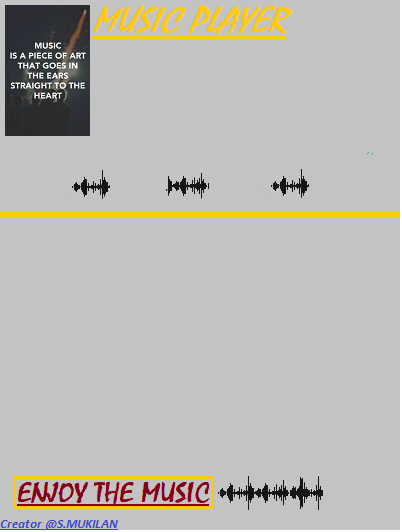 MUSIC PLAYER
MUSIC
IS A PIECE OF ART
THAT GOES IN
THE EARS
STRAIGHT TO THE
HEART
ENJOY THE MUSIC
Creator @S.MUKILAN